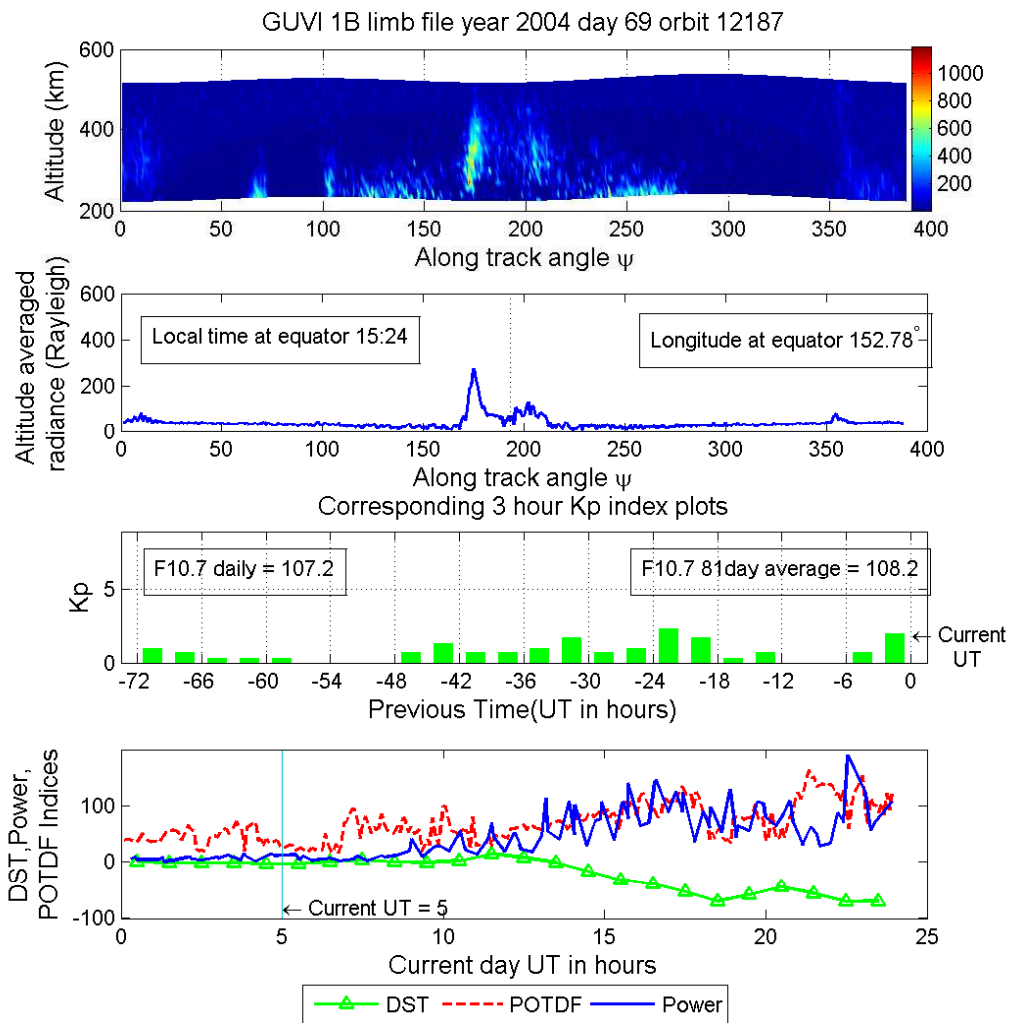 GUVI 1B limb file year 2004 day 69 orbit 12187
Altitude (km)
600
400
200
0 50 100 150 200 250 300 350 400
Along track angle ψ
1000
800
600
400
200
Altitude averaged
radiance (Rayleigh)
600
400
200
0
Local time at equator 15:24
Longitude at equator 152.78°
0 50 100 150 200 250 300 350 400
Along track angle ψ
Corresponding 3 hour Kp index plots
Kp
5
0
F10.7 daily = 107.2
F10.7 81day average = 108.2
← Current
UT
-72 -66 -60 -54 -48 -42 -36 -30 -24 -18 -12 -6 0
Previous Time(UT in hours)
DST,Power,
POTDF Indices
100
0
-100
← Current UT = 5
0 5 10 15 20 25
Current day UT in hours
DST POTDF Power